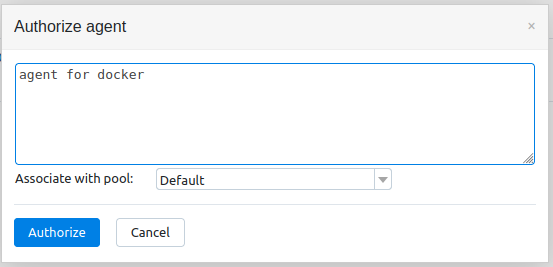 Authorize agent
×
agent for docker
Associate with pool: Default
Authorize Cancel